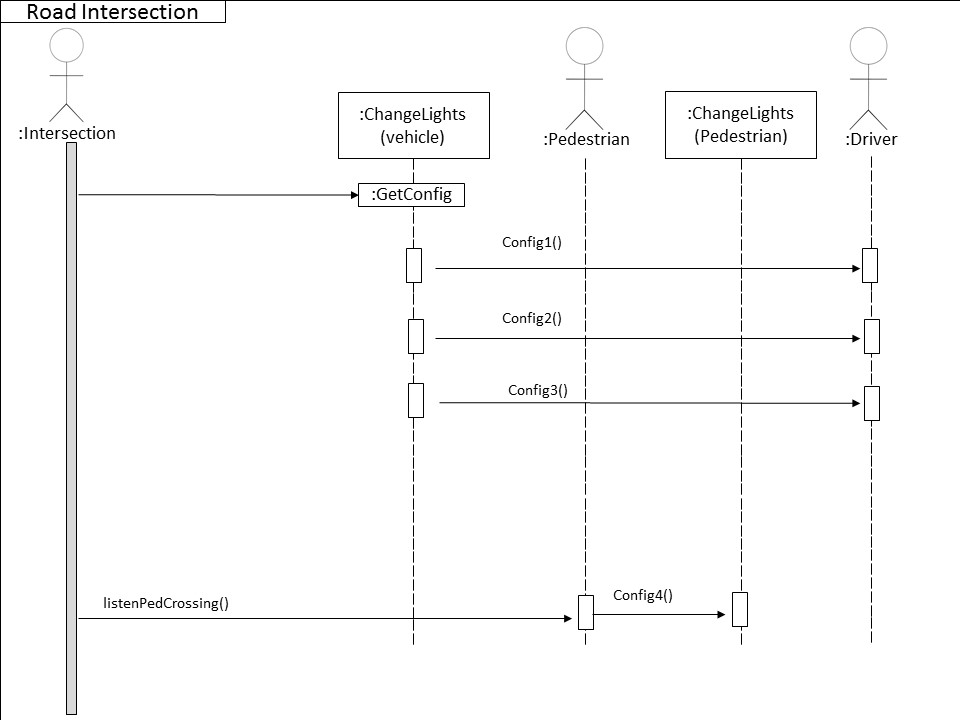 Road Intersection
:Intersection
:ChangeLights
(vehicle)
:Pedestrian
:ChangeLights
(Pedestrian)
:Driver
:GetConfig
Config1()
Config2()
Config3()
listenPedCrossing()
Config4()